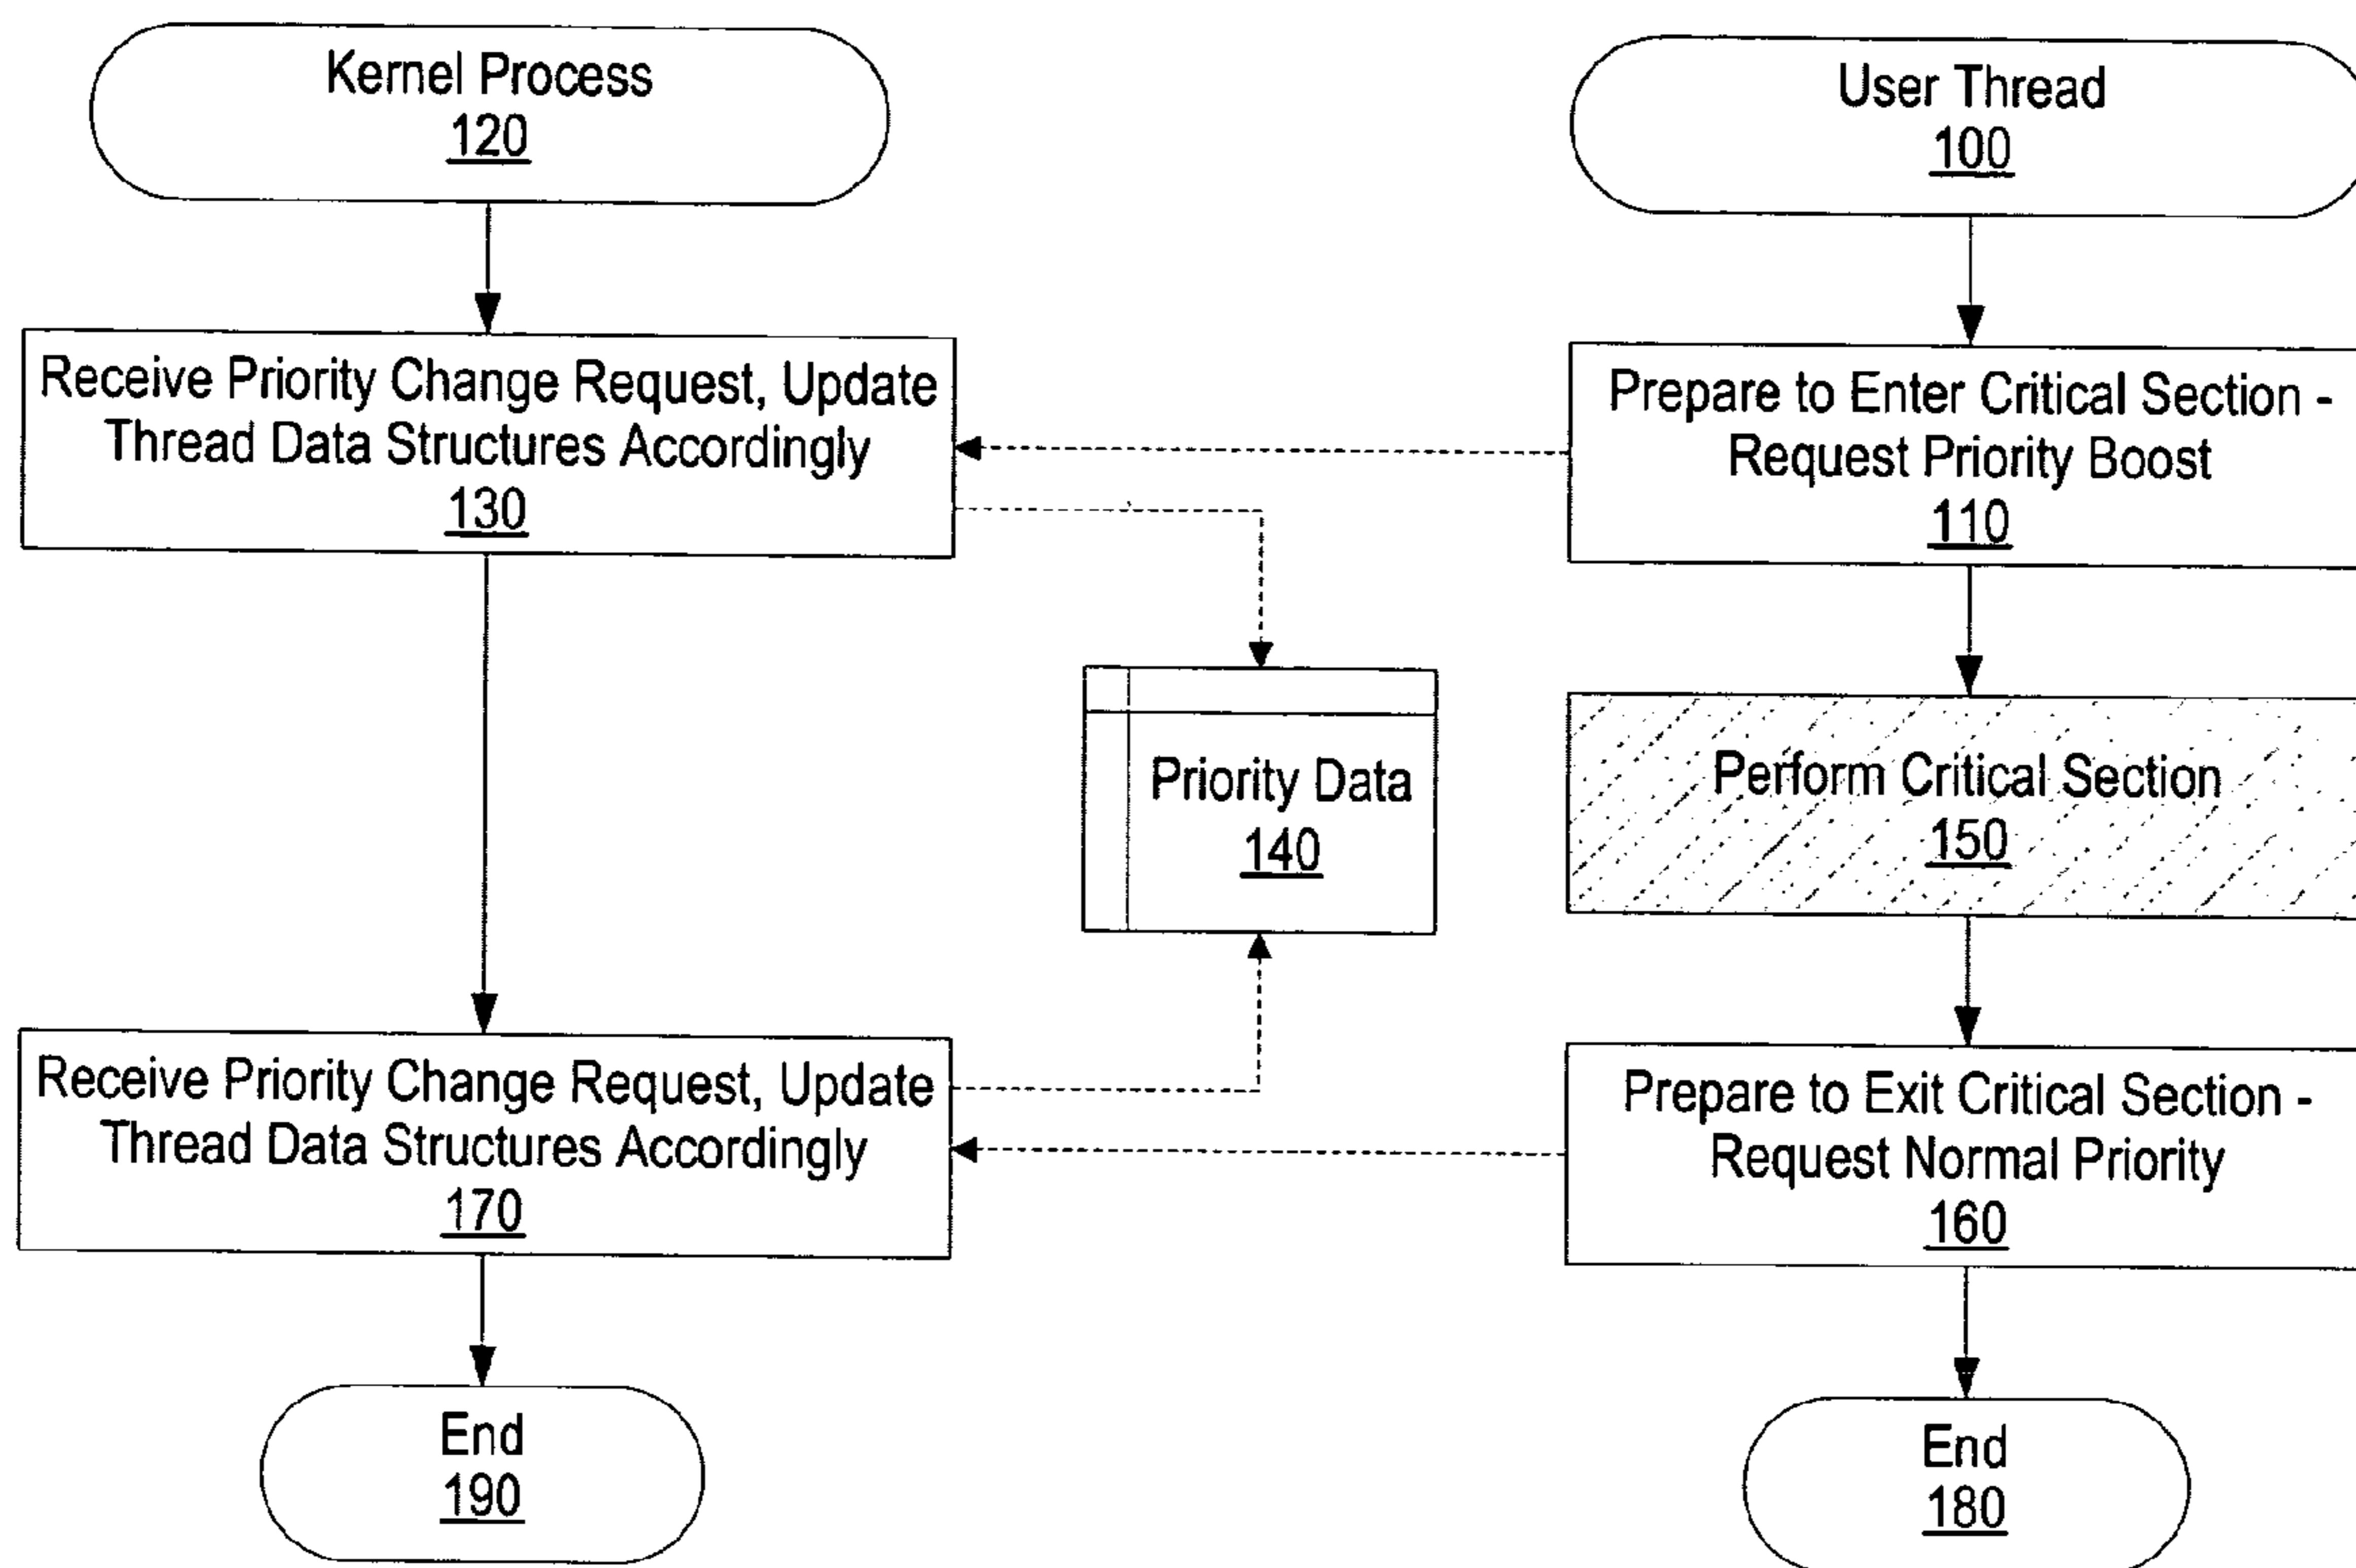 Kernel Process
120
User Thread
100
Receive Priority Change Request, Update
Thread Data Structures Accordingly
130
Prepare to Enter Critical Section -
Request Priority Boost
110
Priority Data
140
Perform Critical Section
150
Receive Priority Change Request, Update
Thread Data Structures Accordingly
170
Prepare to Exit Critical Section -
Request Normal Priority
160
End
190
End
180